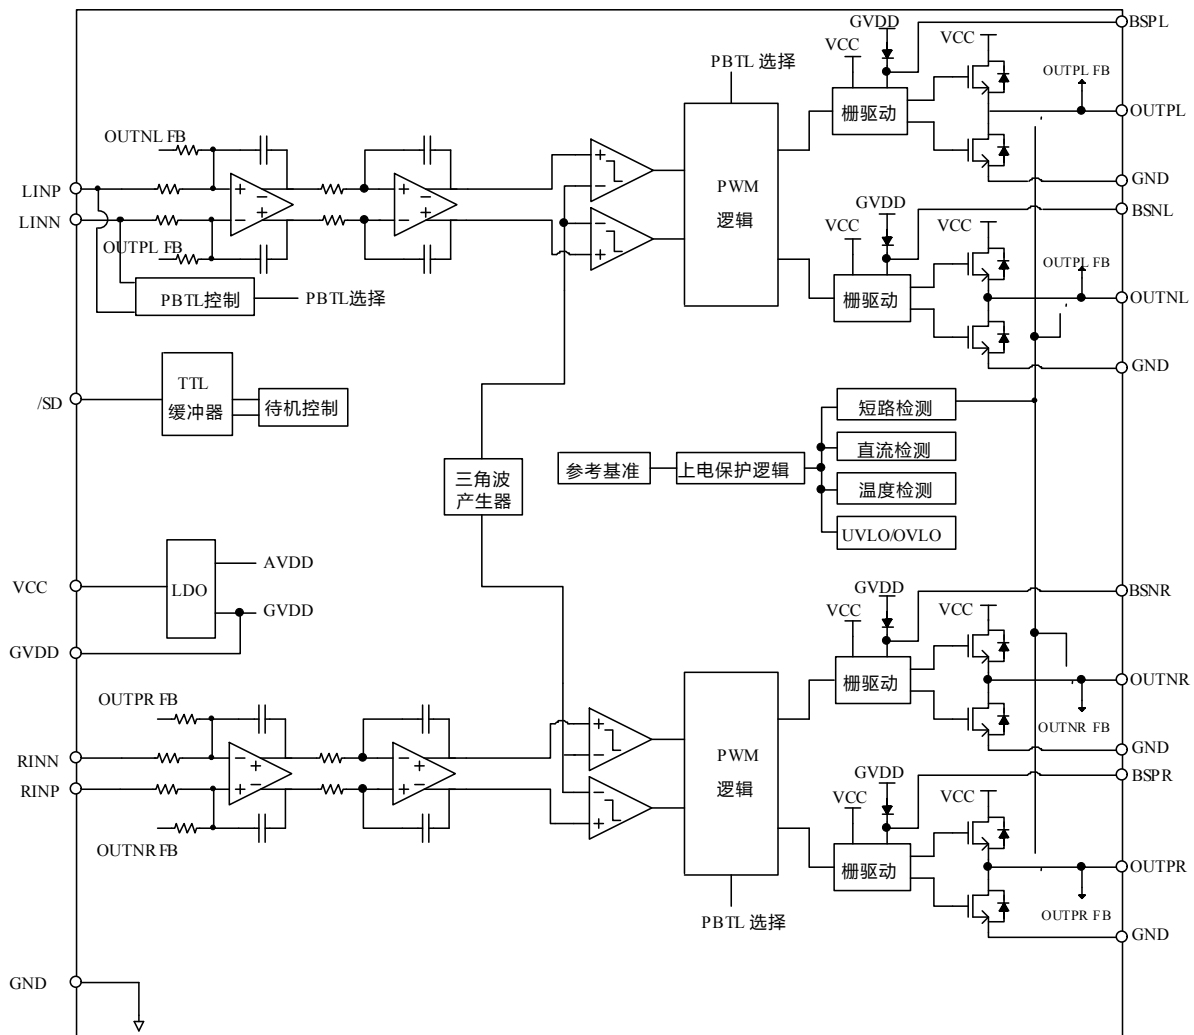 GVDD
BSPL
VCC
VCC
PBTL 选择
OUTPL FB
栅驱动
OUTPL
OUTNL FB
GND
LINP
PWM
逻辑
BSNL
LINN
GVDD
VCC
VCC
OUTPL FB
OUTPL FB
PBTL控制
PBTL选择
栅驱动
OUTNL
GND
TTL
缓冲器
/SD
待机控制
短路检测
直流检测
参考基准
上电保护逻辑
三角波
产生器
温度检测
UVLO/OVLO
AVDD
VCC
LDO
GVDD
GVDD
BSNR
GVDD
VCC
VCC
栅驱动
OUTNR
OUTPR FB
OUTNR FB
GND
RINN
PWM
逻辑
BSPR
RINP
GVDD
VCC
VCC
OUTNR FB
栅驱动
OUTPR
PBTL 选择
OUTPR FB
GND
GND